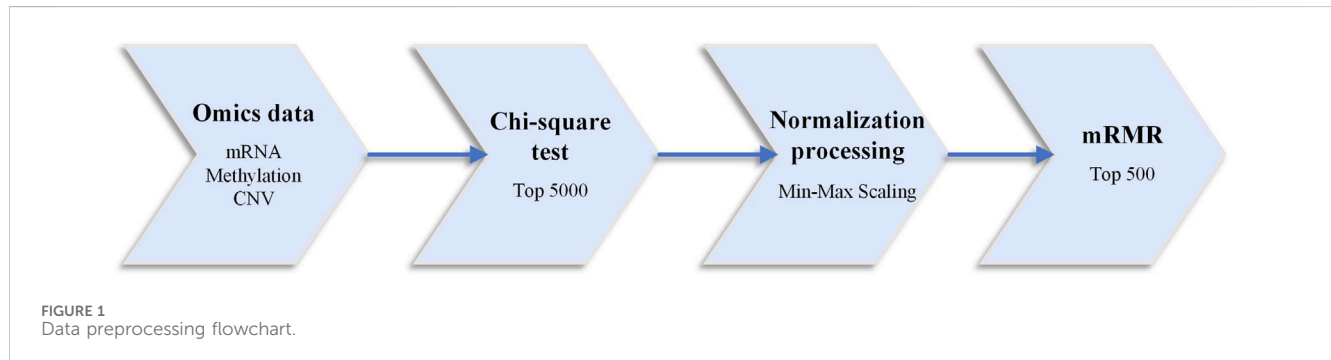 Omics data
mRNA
Methylation
CNV
Chi-square
test
Top 5000
Normalization
processing
Min-Max Scaling
mRMR
Top 500
FIGURE 1
Data preprocessing flowchart.